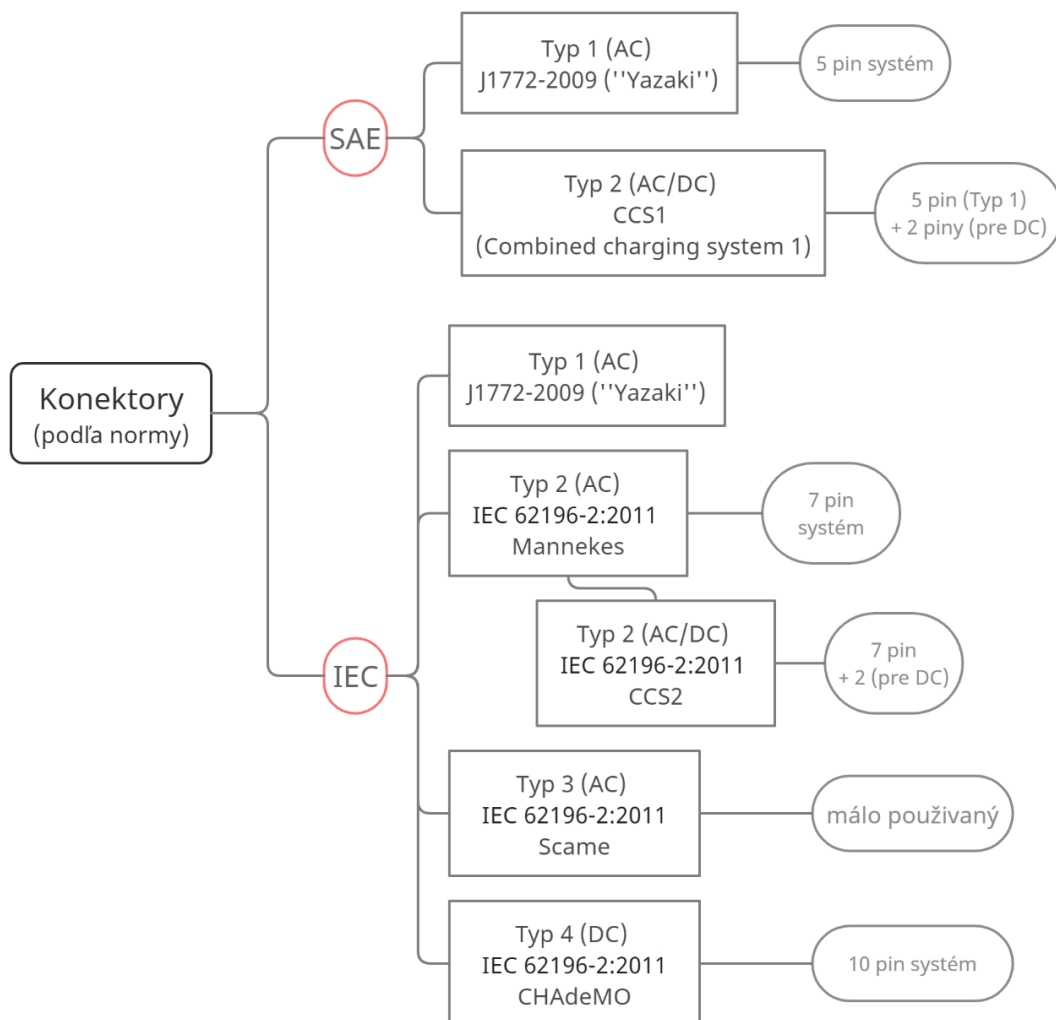 Konektory
(podľa normy)
SAE
Typ 1 (AC)
J1772-2009 (''Yazaki'')
5 pin systém
Typ 2 (AC/DC)
CCS1
(Combined charging system 1)
5 pin (Typ 1)
+ 2 piny (pre DC)
IEC
Typ 1 (AC)
J1772-2009 (''Yazaki'')
Typ 2 (AC)
IEC 62196-2:2011
Mannekes
7 pin
systém
Typ 2 (AC/DC)
IEC 62196-2:2011
CCS2
7 pin
+ 2 (pre DC)
Typ 3 (AC)
IEC 62196-2:2011
Scame
málo použivaný
Typ 4 (DC)
IEC 62196-2:2011
CHAdeMO
10 pin systém